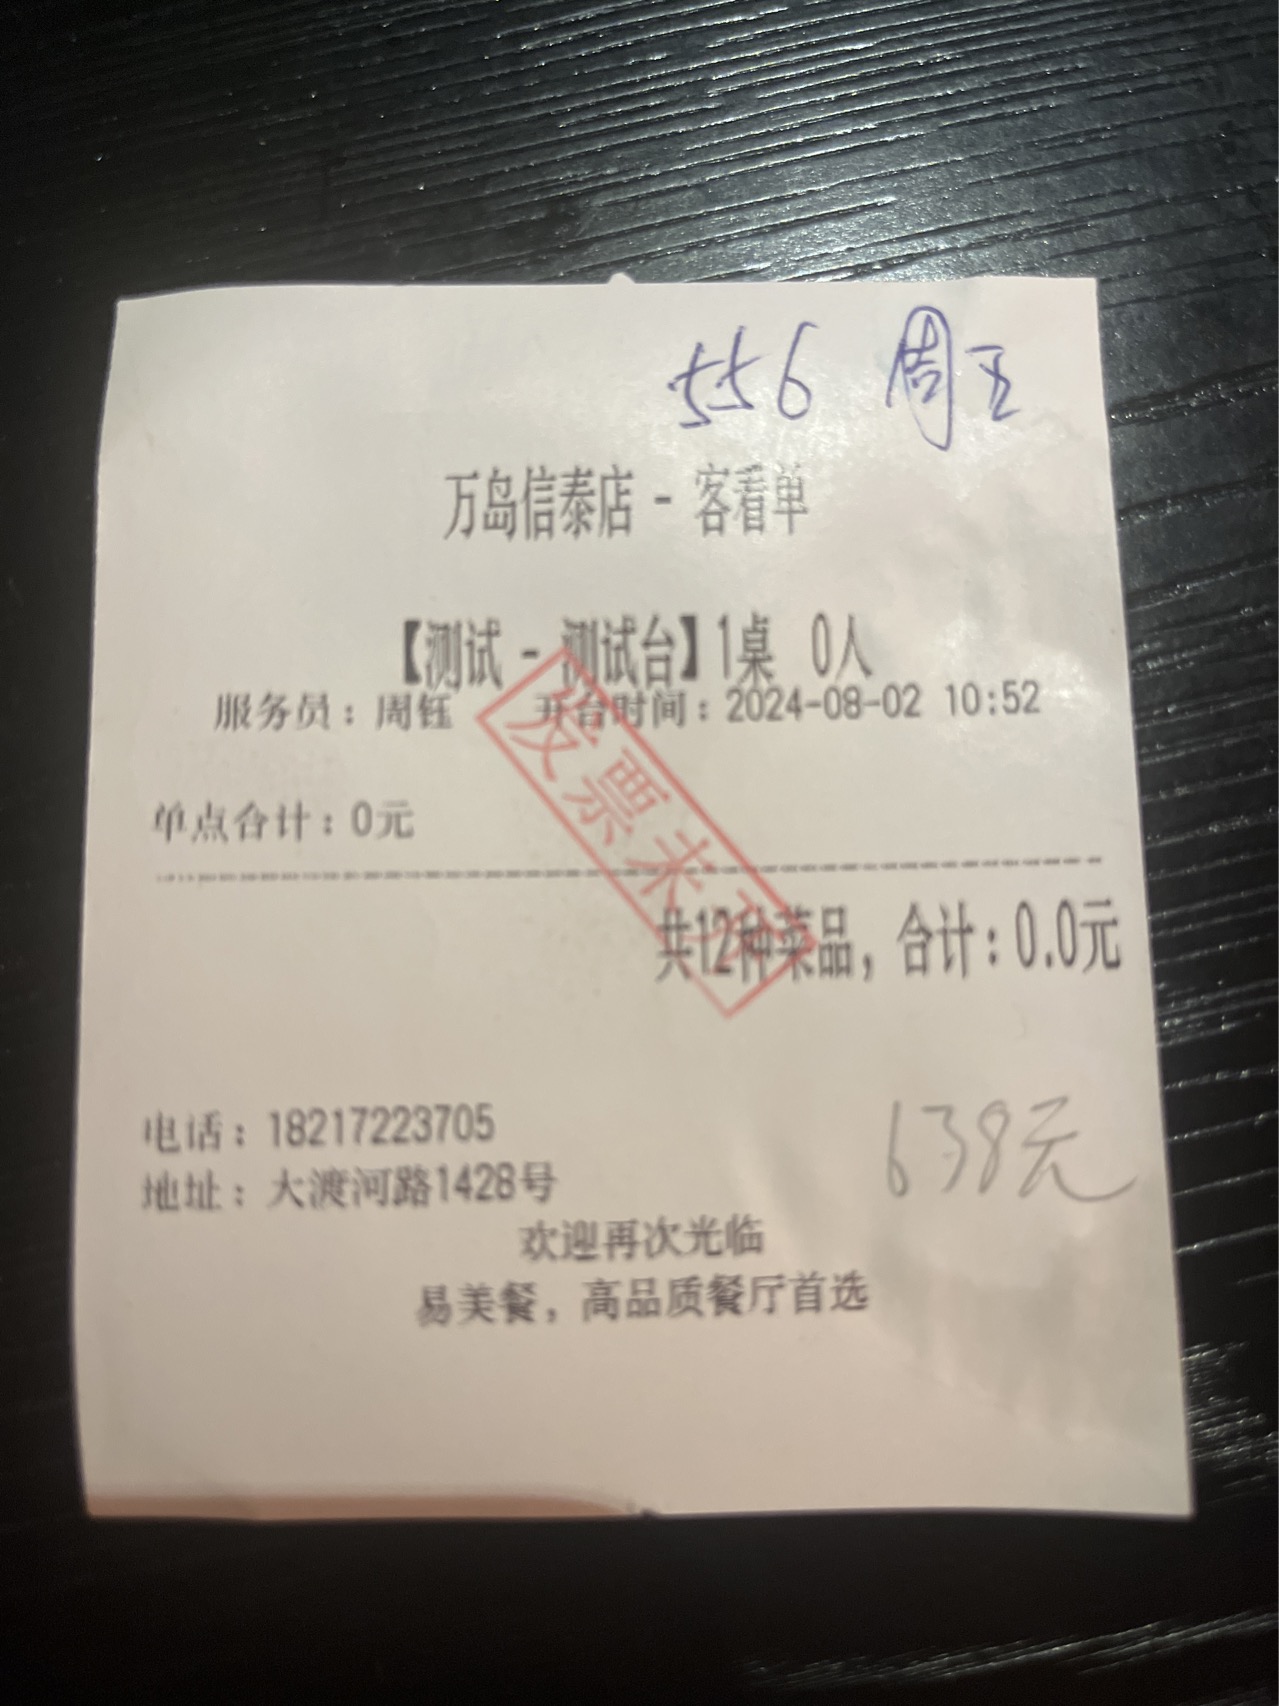 556 周五
万岛信泰店 - 客看单
【测试 - 测试台】1桌 0人
服务员：周钰 开台时间：2024-08-02 10:52
单点合计：0元
发票未
共12种菜品，合计：0.0元
638元
电话：18217223705
地址：大渡河路1428号
欢迎再次光临
易美餐，高品质餐厅首选